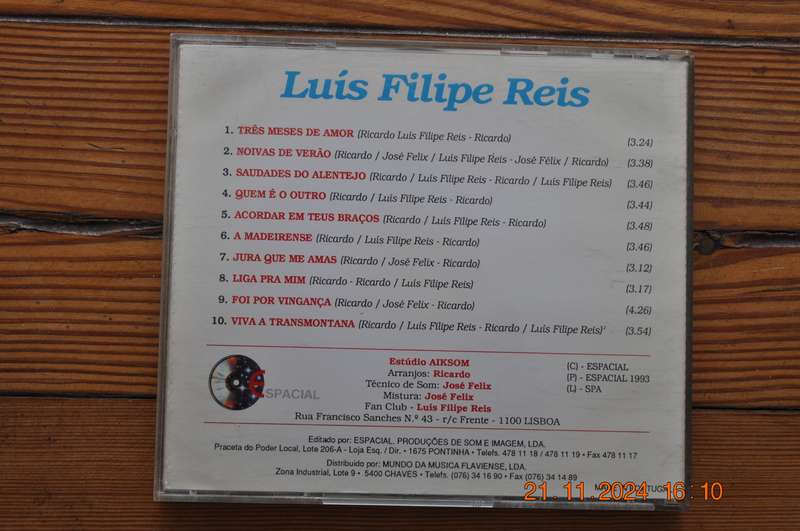 Luís Filipe Reis
1. TRÊS MESES DE AMOR (Ricardo Luís Filipe Reis - Ricardo) (3.24)
2. NOIVAS DE VERÃO (Ricardo / José Felix / Luís Filipe Reis - José Félix / Ricardo) (3.38)
3. SAUDADES DO ALENTEJO (Ricardo / Luís Filipe Reis - Ricardo / Luís Filipe Reis) (3.46)
4. QUEM É O OUTRO (Ricardo / Luís Filipe Reis - Ricardo) (3.44)
5. ACORDAR EM TEUS BRAÇOS (Ricardo / Luís Filipe Reis - Ricardo) (3.48)
6. A MADEIRENSE (Ricardo / Luís Filipe Reis - Ricardo) (3.46)
7. JURA QUE ME AMAS (Ricardo / José Felix - Ricardo) (3.12)
8. LIGA PRA MIM (Ricardo - Ricardo / Luís Filipe Reis) (3.17)
9. FOI POR VINGANÇA (Ricardo / José Felix - Ricardo) (4.26)
10. VIVA A TRANSMONTANA (Ricardo / Luís Filipe Reis - Ricardo / Luís Filipe Reis) (3.54)
ESPACIAL
Estúdio AIKSOM
Arranjos: Ricardo
Técnico de Som: José Felix
Mistura: José Felix
Fan Club - Luís Filipe Reis
Rua Francisco Sanches N.º 43 - r/c Frente - 1100 LISBOA
(C) - ESPACIAL
(P) - ESPACIAL 1993
(L) - SPA
Editado por: ESPACIAL. PRODUÇÕES DE SOM E IMAGEM, LDA.
Praceta do Poder Local, Lote 206-A - Loja Esq. / Dir. • 1675 PONTINHA • Telefs. 478 11 18 / 478 11 19 • Fax 478 11 17
Distribuido por: MUNDO DA MUSICA FLAVIENSE, LDA.
Zona Industrial, Lote 9 • 5400 CHAVES • Telefs. (076) 34 16 90 • Fax (076) 34 14 89
21.11.2024 16:10